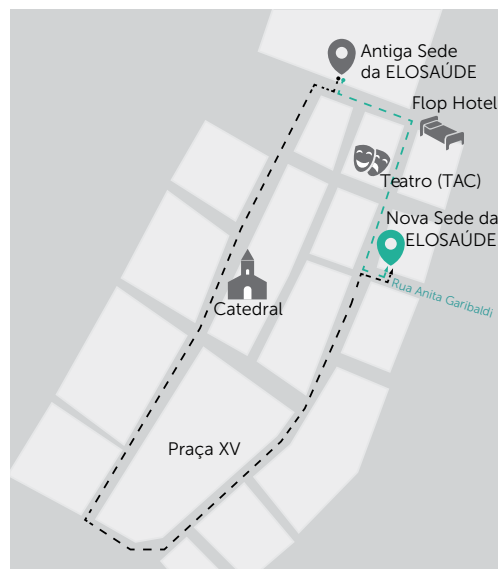 Antiga Sede
da ELOSAÚDE
Flop Hotel
Teatro (TAC)
Nova Sede da
ELOSAÚDE
Rua Anita Garibaldi
Catedral
Praça XV